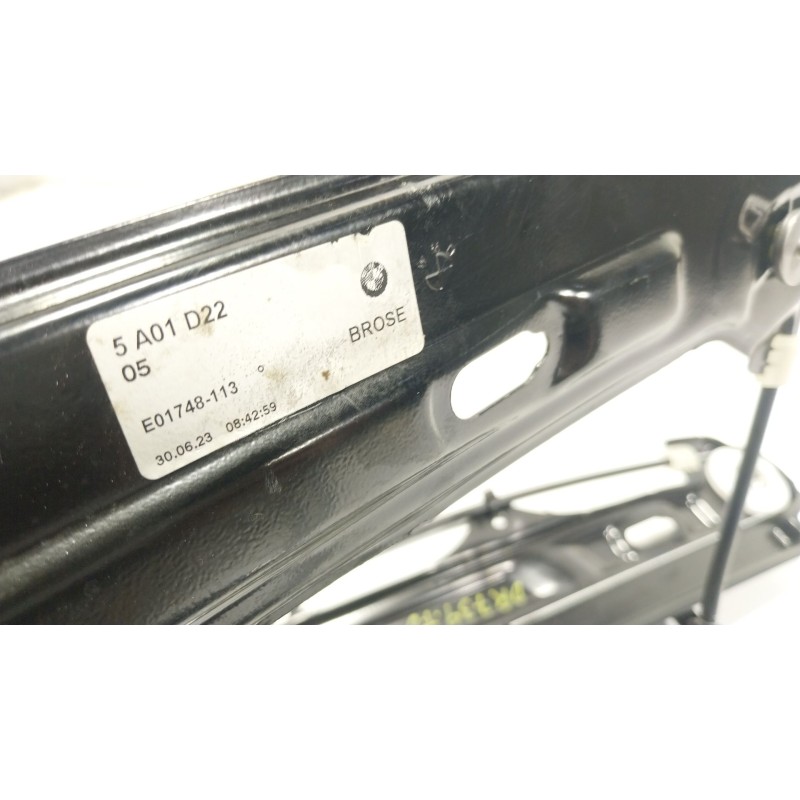 5 A01 D22
05
BROSE
E01748-113
30.06.23 08:42:59